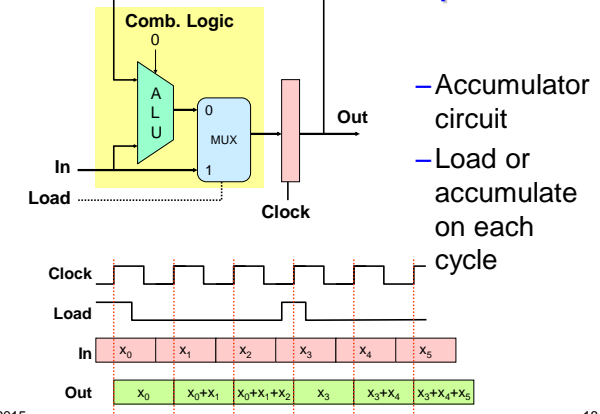 Comb. Logic
0
A
L
U
0
MUX
1
Out
In
Load
Clock
–Accumulator
circuit
–Load or
accumulate
on each
cycle
Clock
Load
In x₀ x₁ x₂ x₃ x₄ x₅
Out x₀ x₀+x₁ x₀+x₁+x₂ x₃ x₃+x₄ x₃+x₄+x₅